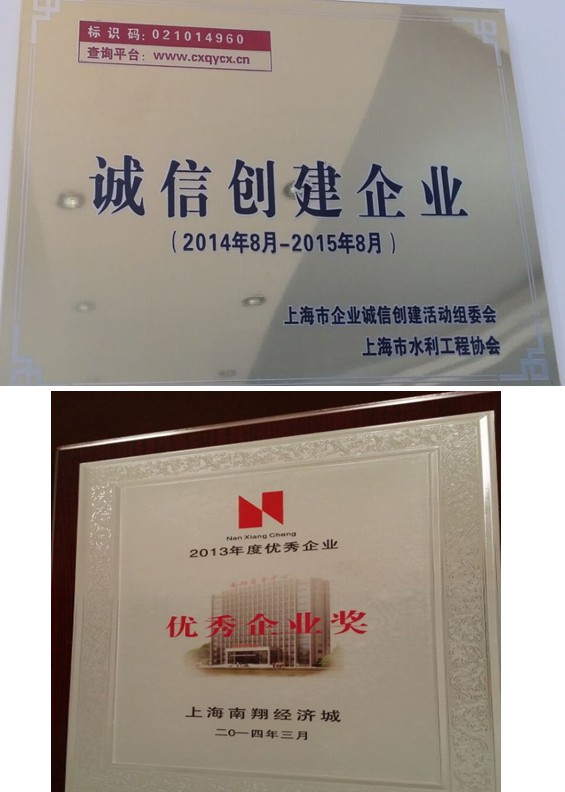 标识码: 021014960
查询平台: www.cxqycx.cn
诚信创建企业
（2014年8月-2015年8月）
上海市企业诚信创建活动组委会
上海市水利工程协会
Nan Xiang Cheng
2013年度优秀企业
优秀企业奖
上海南翔经济城
二〇一四年三月